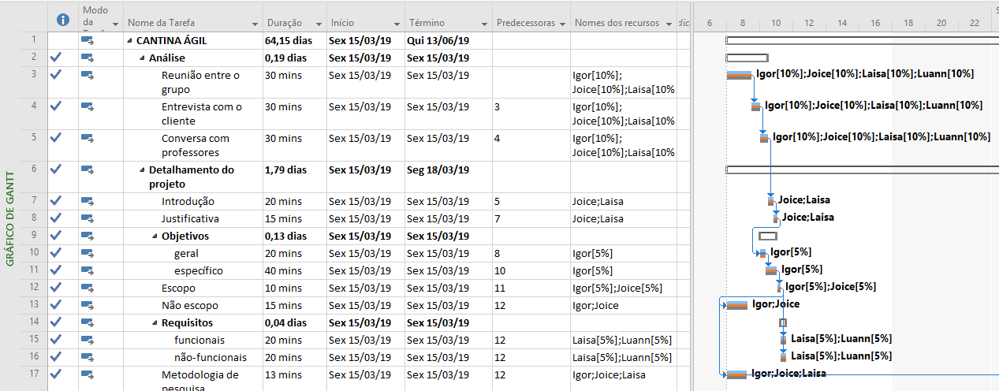 Modo
da
Tarefa
Nome da Tarefa
Duração
Início
Término
Predecessoras
Nomes dos recursos
6 8 10 12 14 16 18 20 22
GRÁFICO DE GANTT
1 CANTINA ÁGIL 64,15 dias Sex 15/03/19 Qui 13/06/19
2 Análise 0,19 dias Sex 15/03/19 Sex 15/03/19
3 Reunião entre o 30 mins Sex 15/03/19 Sex 15/03/19 Igor[10%]; Igor[10%];Joice[10%];Laisa[10%];Luann[10%]
grupo Joice[10%];Laisa[10%
4 Entrevista com o 30 mins Sex 15/03/19 Sex 15/03/19 3 Igor[10%]; Igor[10%];Joice[10%];Laisa[10%];Luann[10%]
cliente Joice[10%];Laisa[10%
5 Conversa com 30 mins Sex 15/03/19 Sex 15/03/19 4 Igor[10%]; Igor[10%];Joice[10%];Laisa[10%];Luann[10%]
professores Joice[10%];Laisa[10%
6 Detalhamento do 1,79 dias Sex 15/03/19 Seg 18/03/19
projeto
7 Introdução 20 mins Sex 15/03/19 Sex 15/03/19 5 Joice;Laisa Joice;Laisa
8 Justificativa 15 mins Sex 15/03/19 Sex 15/03/19 7 Joice;Laisa Joice;Laisa
9 Objetivos 0,13 dias Sex 15/03/19 Sex 15/03/19
10 geral 20 mins Sex 15/03/19 Sex 15/03/19 8 Igor[5%] Igor[5%]
11 específico 40 mins Sex 15/03/19 Sex 15/03/19 10 Igor[5%] Igor[5%]
12 Escopo 10 mins Sex 15/03/19 Sex 15/03/19 11 Igor[5%];Joice[5%] Igor[5%];Joice[5%]
13 Não escopo 15 mins Sex 15/03/19 Sex 15/03/19 12 Igor;Joice Igor;Joice
14 Requisitos 0,04 dias Sex 15/03/19 Sex 15/03/19
15 funcionais 20 mins Sex 15/03/19 Sex 15/03/19 12 Laisa[5%];Luann[5%] Laisa[5%];Luann[5%]
16 não-funcionais 20 mins Sex 15/03/19 Sex 15/03/19 12 Laisa[5%];Luann[5%] Laisa[5%];Luann[5%]
17 Metodologia de 13 mins Sex 15/03/19 Sex 15/03/19 12 Igor;Joice;Laisa Igor;Joice;Laisa
pesquisa